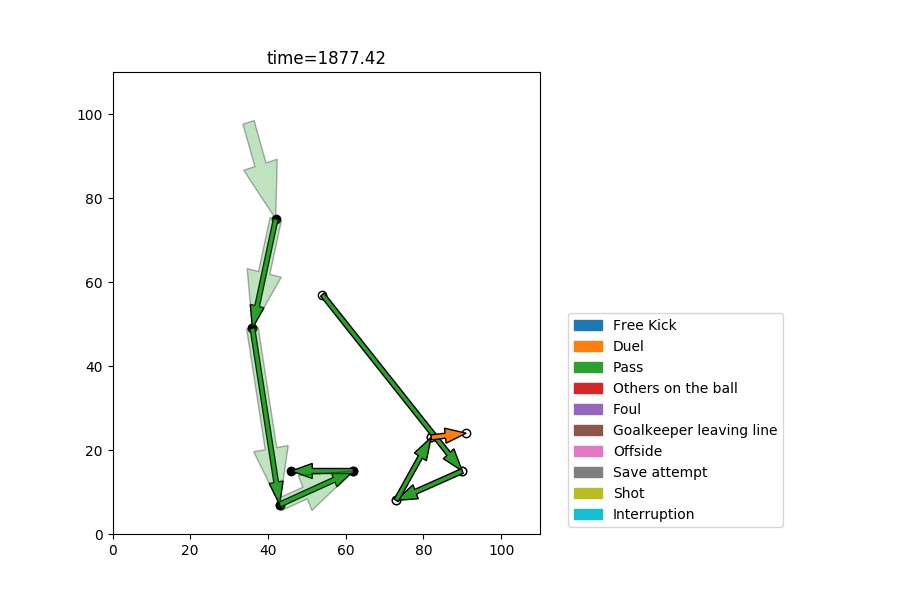 time=1877.42
100
80
60
40
20
0
0 20 40 60 80 100
Free Kick
Duel
Pass
Others on the ball
Foul
Goalkeeper leaving line
Offside
Save attempt
Shot
Interruption